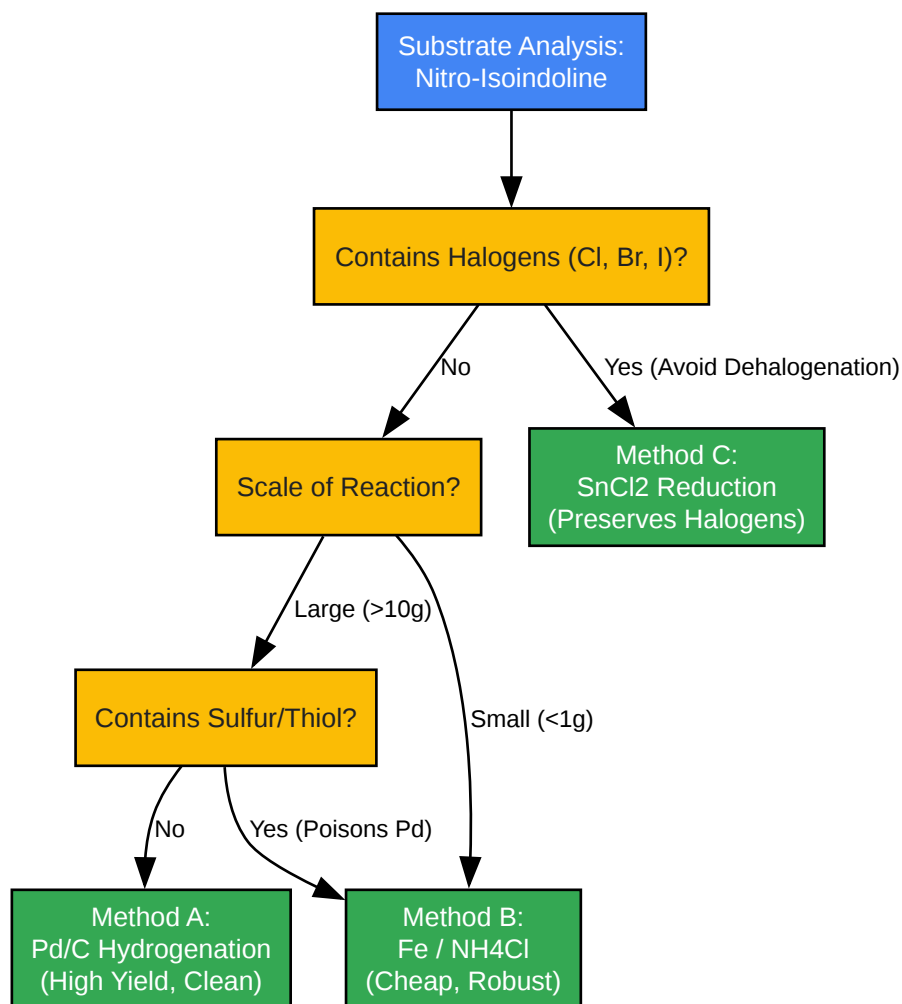 Substrate Analysis:
Nitro-Isoindoline
Contains Halogens (Cl, Br, I)?
No
Yes (Avoid Dehalogenation)
Scale of Reaction?
Method C:
SnCl2 Reduction
(Preserves Halogens)
Large (>10g)
Contains Sulfur/Thiol?
Small (<1g)
No
Yes (Poisons Pd)
Method A:
Pd/C Hydrogenation
(High Yield, Clean)
Method B:
Fe / NH4Cl
(Cheap, Robust)